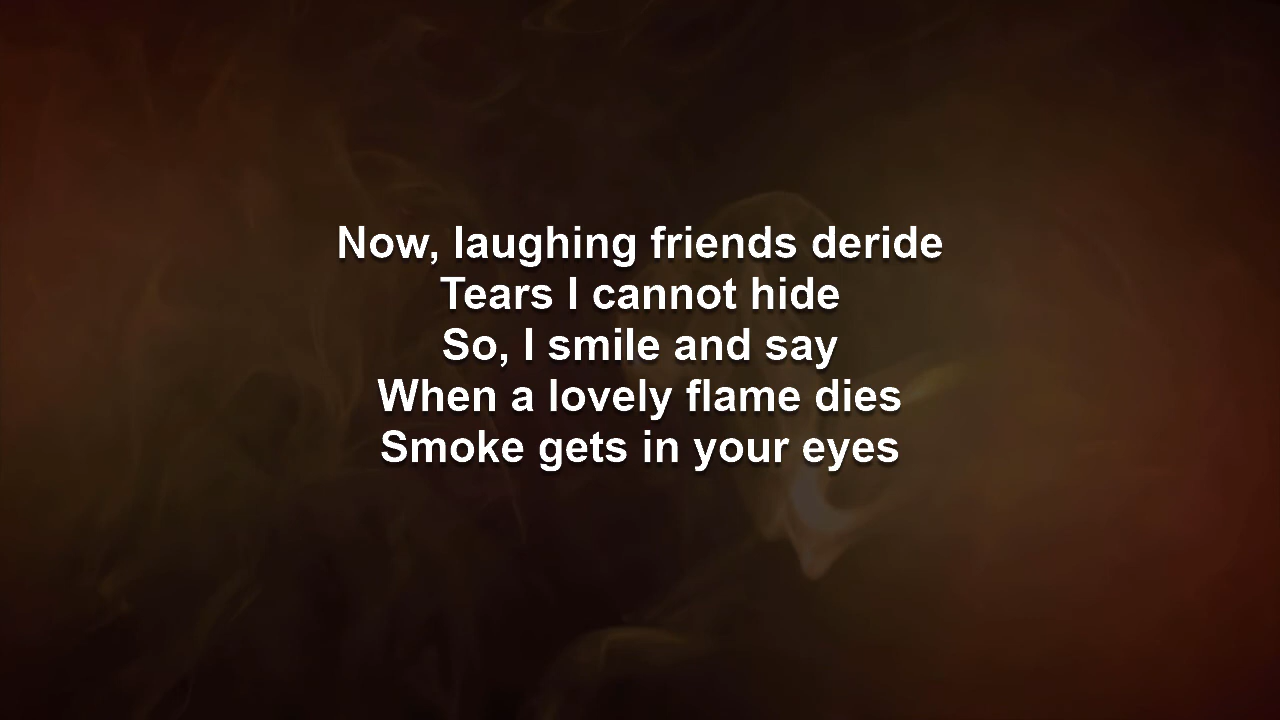 Now, laughing friends deride
Tears I cannot hide
So, I smile and say
When a lovely flame dies
Smoke gets in your eyes